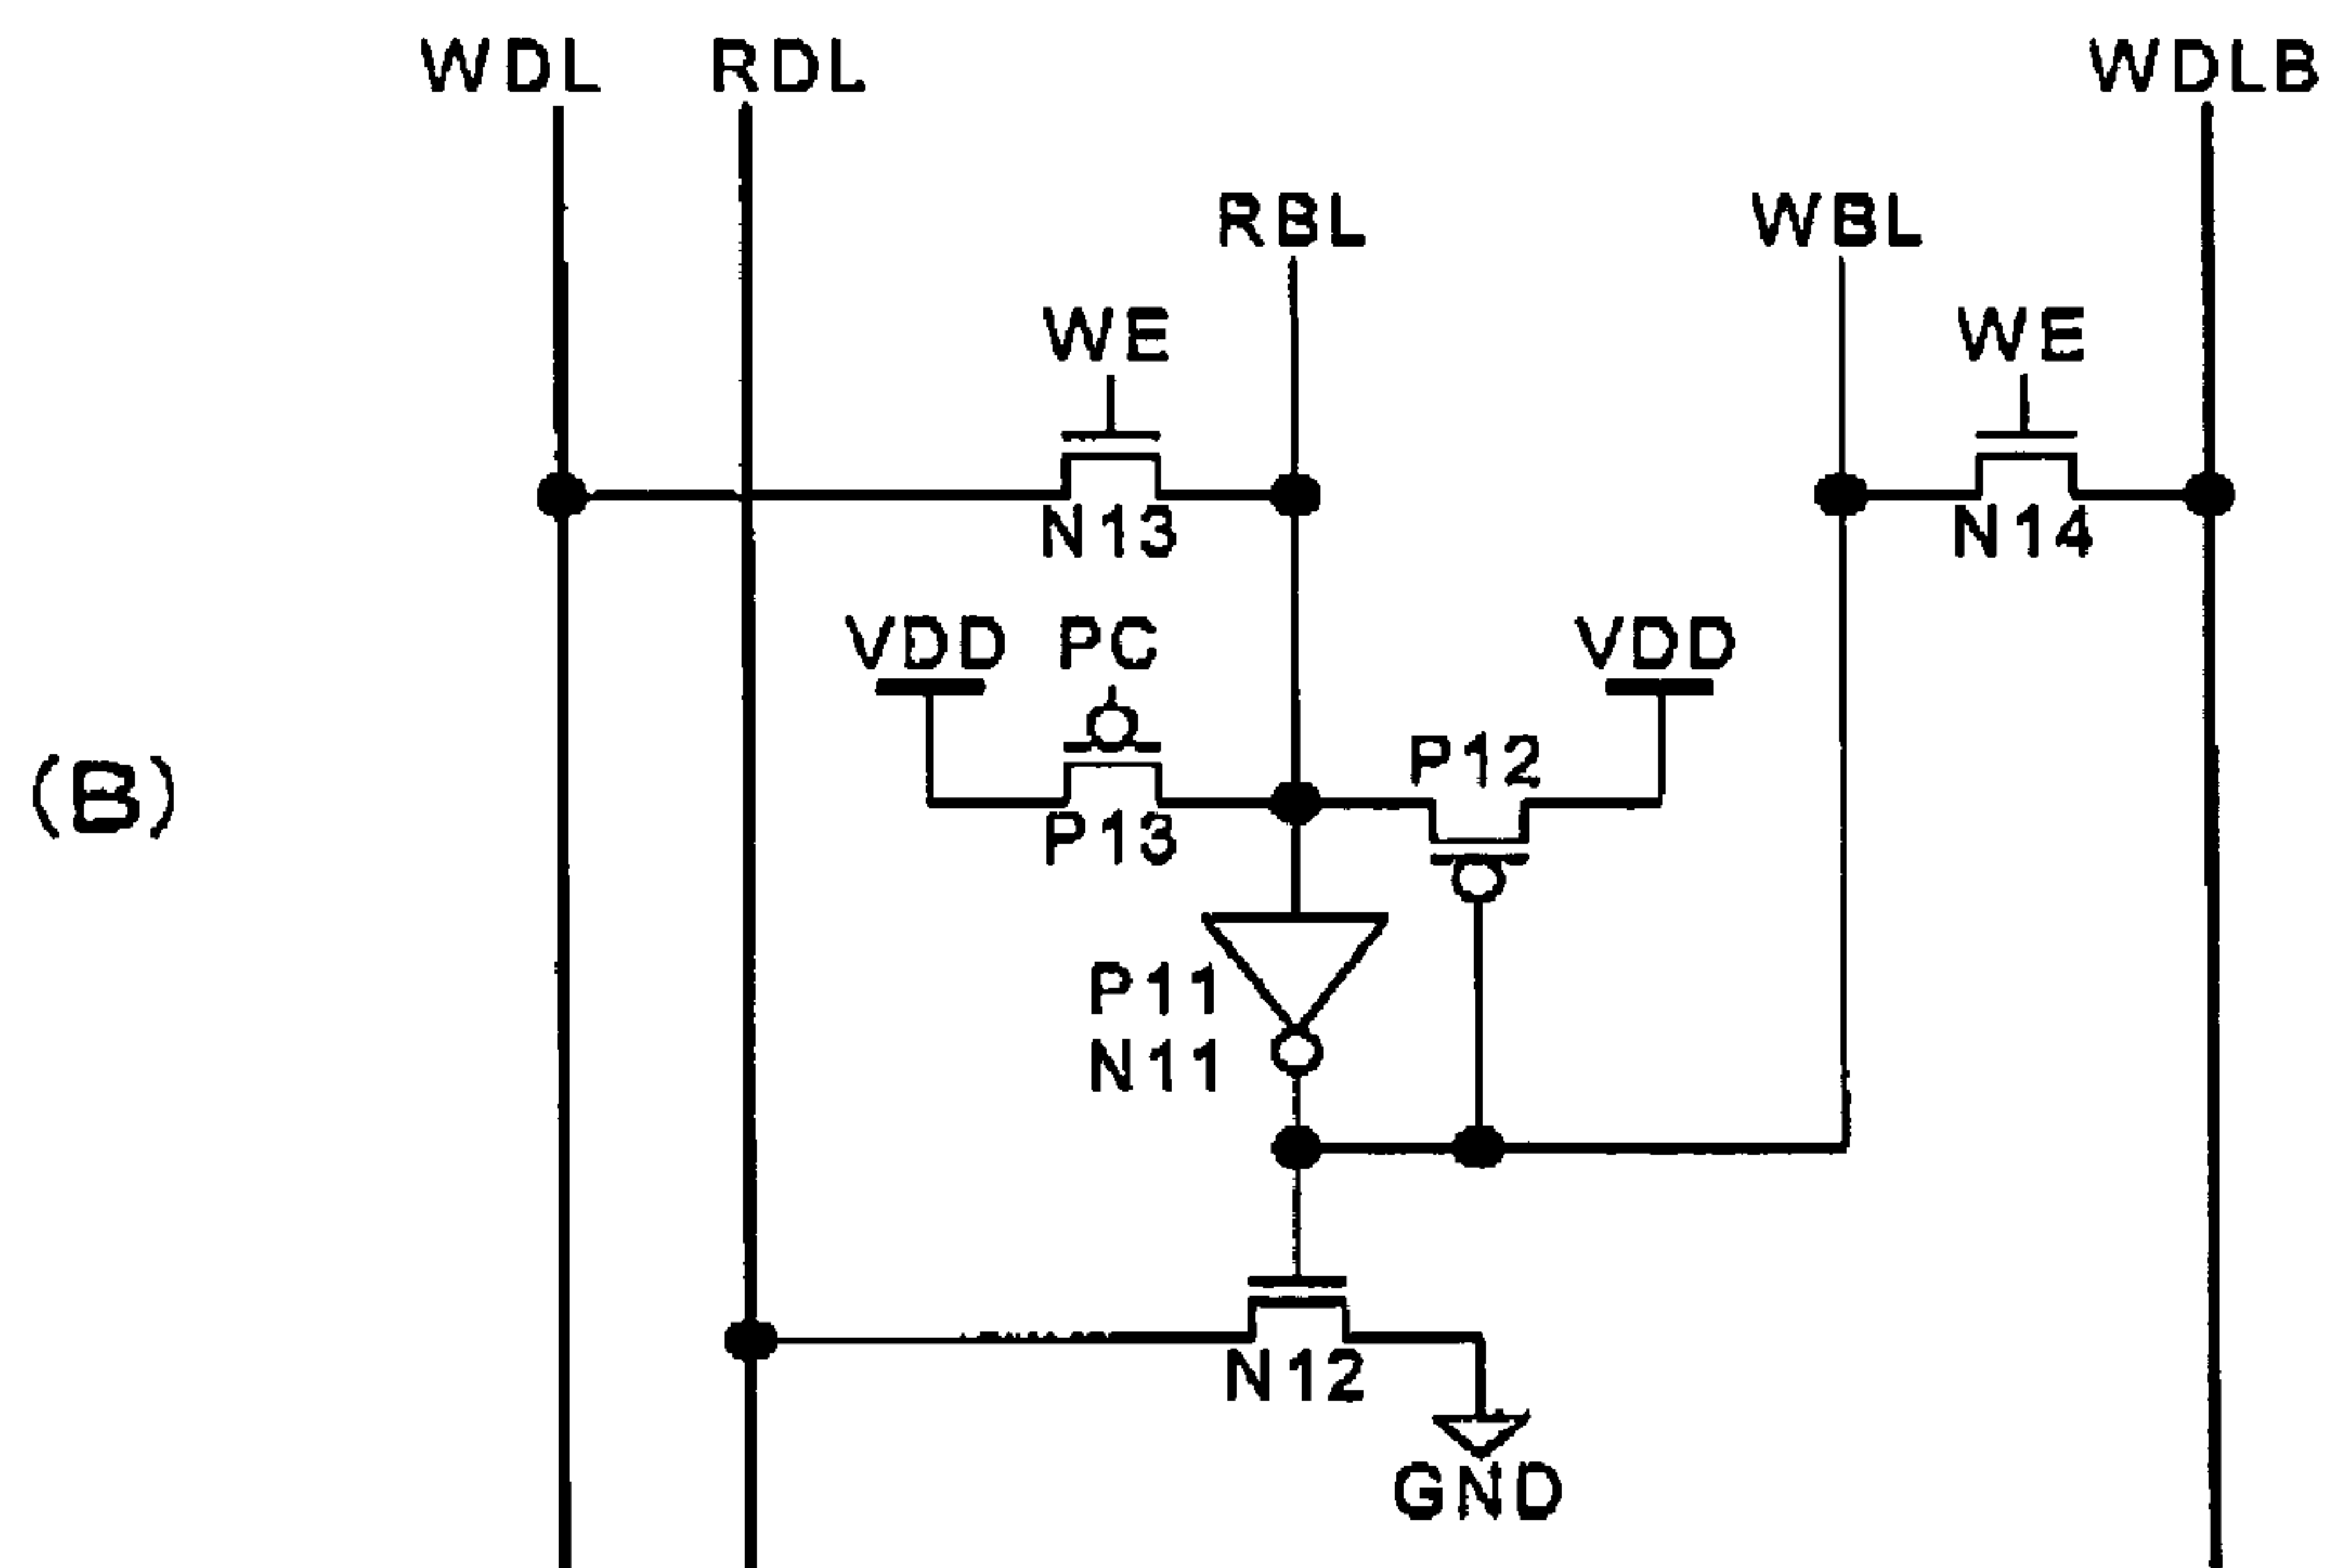 WDL RDL WDLB
RBL WBL
WE WE
N13 N14
VDD PC VDD
P12
(B)
P13
P11
N11
N12
GND